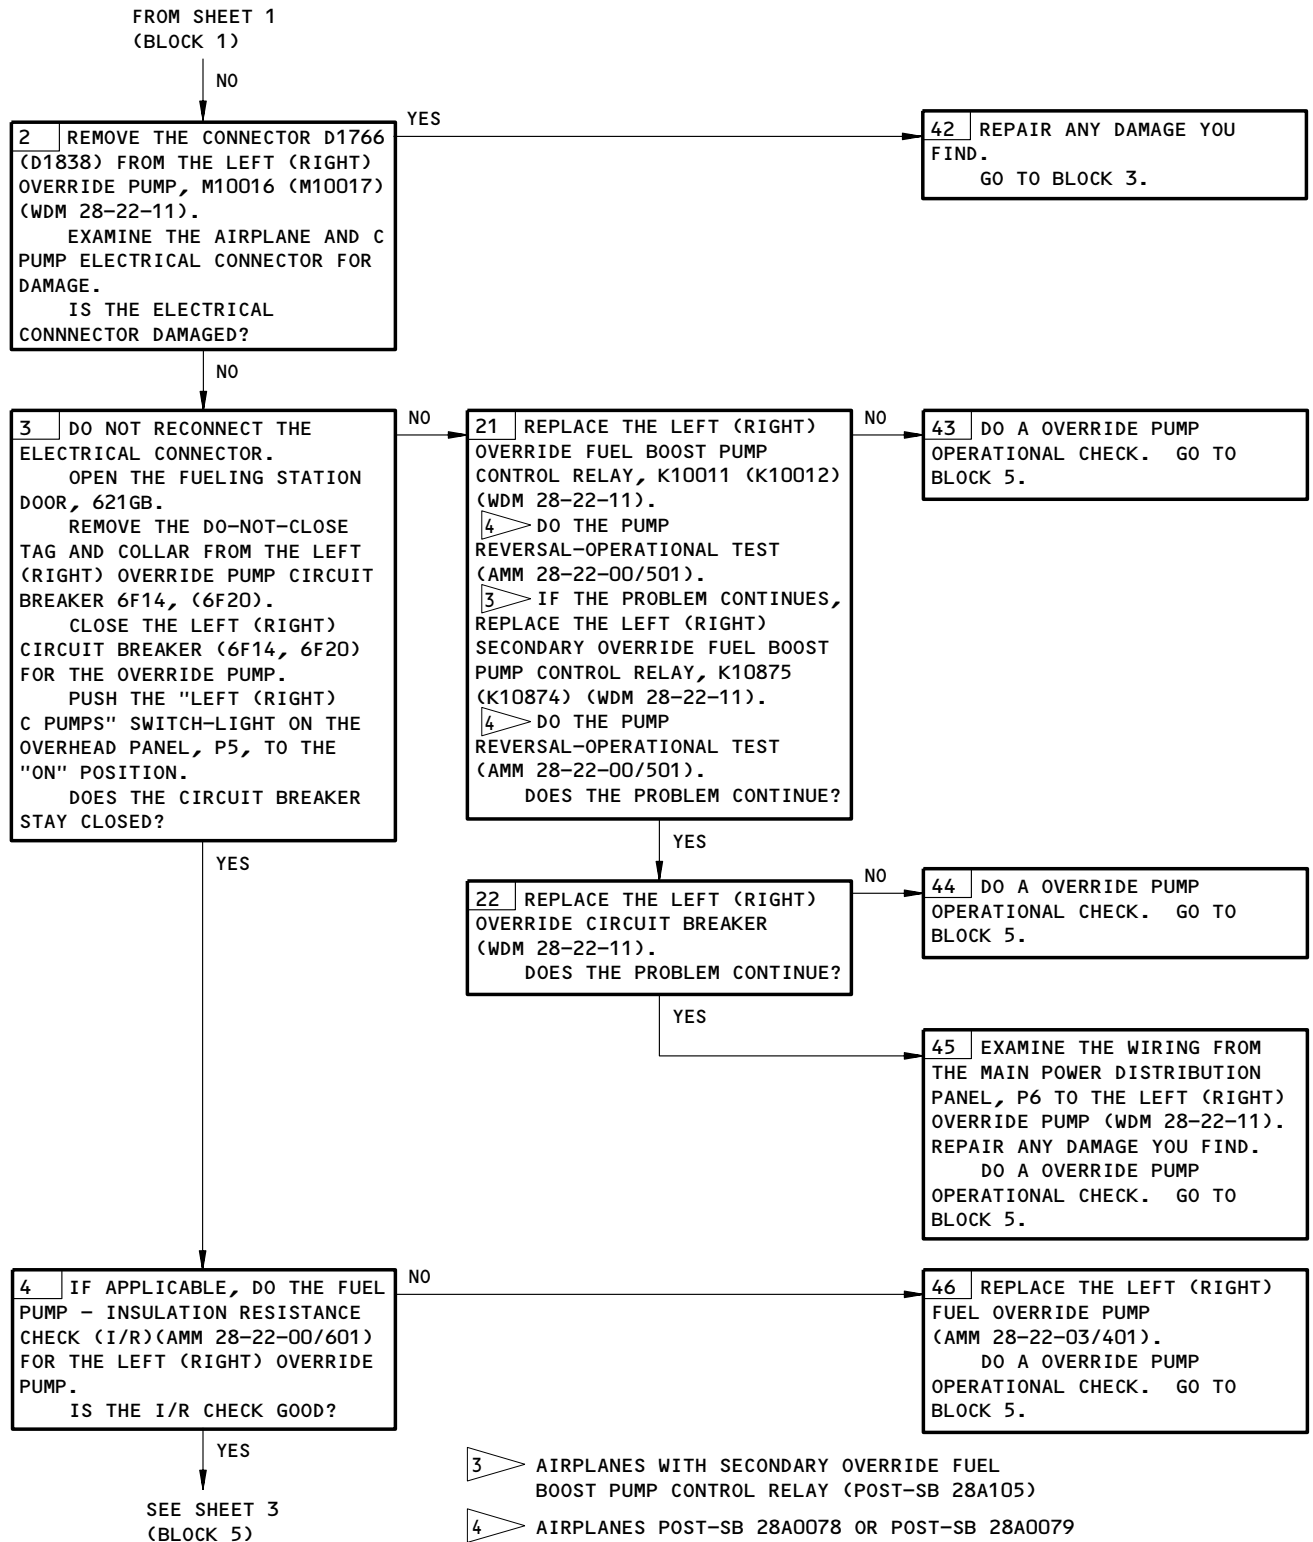 FROM SHEET 1
(BLOCK 1)
NO
2 REMOVE THE CONNECTOR D1766
(D1838) FROM THE LEFT (RIGHT)
OVERRIDE PUMP, M10016 (M10017)
(WDM 28-22-11).
EXAMINE THE AIRPLANE AND C
PUMP ELECTRICAL CONNECTOR FOR
DAMAGE.
IS THE ELECTRICAL
CONNNECTOR DAMAGED?
YES
42 REPAIR ANY DAMAGE YOU
FIND.
GO TO BLOCK 3.
NO
3 DO NOT RECONNECT THE
ELECTRICAL CONNECTOR.
OPEN THE FUELING STATION
DOOR, 621GB.
REMOVE THE DO-NOT-CLOSE
TAG AND COLLAR FROM THE LEFT
(RIGHT) OVERRIDE PUMP CIRCUIT
BREAKER 6F14, (6F20).
CLOSE THE LEFT (RIGHT)
CIRCUIT BREAKER (6F14, 6F20)
FOR THE OVERRIDE PUMP.
PUSH THE "LEFT (RIGHT)
C PUMPS" SWITCH-LIGHT ON THE
OVERHEAD PANEL, P5, TO THE
"ON" POSITION.
DOES THE CIRCUIT BREAKER
STAY CLOSED?
NO
21 REPLACE THE LEFT (RIGHT)
OVERRIDE FUEL BOOST PUMP
CONTROL RELAY, K10011 (K10012)
(WDM 28-22-11).
4 DO THE PUMP
REVERSAL-OPERATIONAL TEST
(AMM 28-22-00/501).
3 IF THE PROBLEM CONTINUES,
REPLACE THE LEFT (RIGHT)
SECONDARY OVERRIDE FUEL BOOST
PUMP CONTROL RELAY, K10875
(K10874) (WDM 28-22-11).
4 DO THE PUMP
REVERSAL-OPERATIONAL TEST
(AMM 28-22-00/501).
DOES THE PROBLEM CONTINUE?
NO
43 DO A OVERRIDE PUMP
OPERATIONAL CHECK. GO TO
BLOCK 5.
YES
22 REPLACE THE LEFT (RIGHT)
OVERRIDE CIRCUIT BREAKER
(WDM 28-22-11).
DOES THE PROBLEM CONTINUE?
NO
44 DO A OVERRIDE PUMP
OPERATIONAL CHECK. GO TO
BLOCK 5.
YES
45 EXAMINE THE WIRING FROM
THE MAIN POWER DISTRIBUTION
PANEL, P6 TO THE LEFT (RIGHT)
OVERRIDE PUMP (WDM 28-22-11).
REPAIR ANY DAMAGE YOU FIND.
DO A OVERRIDE PUMP
OPERATIONAL CHECK. GO TO
BLOCK 5.
YES
4 IF APPLICABLE, DO THE FUEL
PUMP - INSULATION RESISTANCE
CHECK (I/R)(AMM 28-22-00/601)
FOR THE LEFT (RIGHT) OVERRIDE
PUMP.
IS THE I/R CHECK GOOD?
NO
46 REPLACE THE LEFT (RIGHT)
FUEL OVERRIDE PUMP
(AMM 28-22-03/401).
DO A OVERRIDE PUMP
OPERATIONAL CHECK. GO TO
BLOCK 5.
YES
SEE SHEET 3
(BLOCK 5)
3 AIRPLANES WITH SECONDARY OVERRIDE FUEL
BOOST PUMP CONTROL RELAY (POST-SB 28A105)
4 AIRPLANES POST-SB 28A0078 OR POST-SB 28A0079